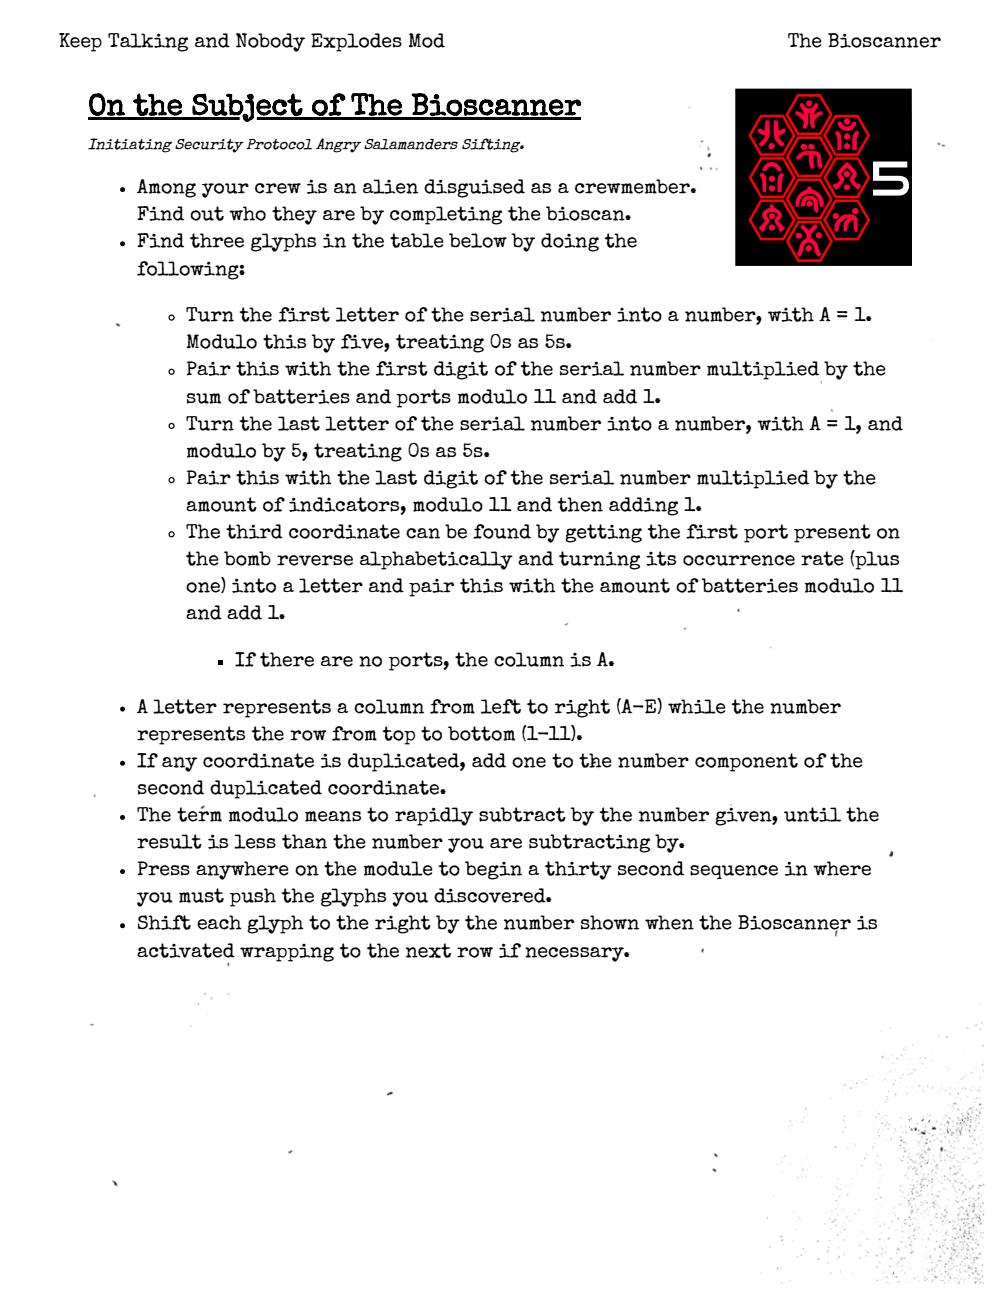 Keep Talking and Nobody Explodes Mod
The Bioscanner
On the Subject of The Bioscanner
Initiating Security Protocol Angry Salamanders Sifting.
• Among your crew is an alien disguised as a crewmember.
Find out who they are by completing the bioscan.
• Find three glyphs in the table below by doing the
following:
5
◦ Turn the first letter of the serial number into a number, with A = 1.
Modulo this by five, treating 0s as 5s.
◦ Pair this with the first digit of the serial number multiplied by the
sum of batteries and ports modulo 11 and add 1.
◦ Turn the last letter of the serial number into a number, with A = 1, and
modulo by 5, treating 0s as 5s.
◦ Pair this with the last digit of the serial number multiplied by the
amount of indicators, modulo 11 and then adding 1.
◦ The third coordinate can be found by getting the first port present on
the bomb reverse alphabetically and turning its occurrence rate (plus
one) into a letter and pair this with the amount of batteries modulo 11
and add 1.
▪ If there are no ports, the column is A.
• A letter represents a column from left to right (A-E) while the number
represents the row from top to bottom (1-11).
• If any coordinate is duplicated, add one to the number component of the
second duplicated coordinate.
• The term modulo means to rapidly subtract by the number given, until the
result is less than the number you are subtracting by.
• Press anywhere on the module to begin a thirty second sequence in where
you must push the glyphs you discovered.
• Shift each glyph to the right by the number shown when the Bioscanner is
activated wrapping to the next row if necessary.